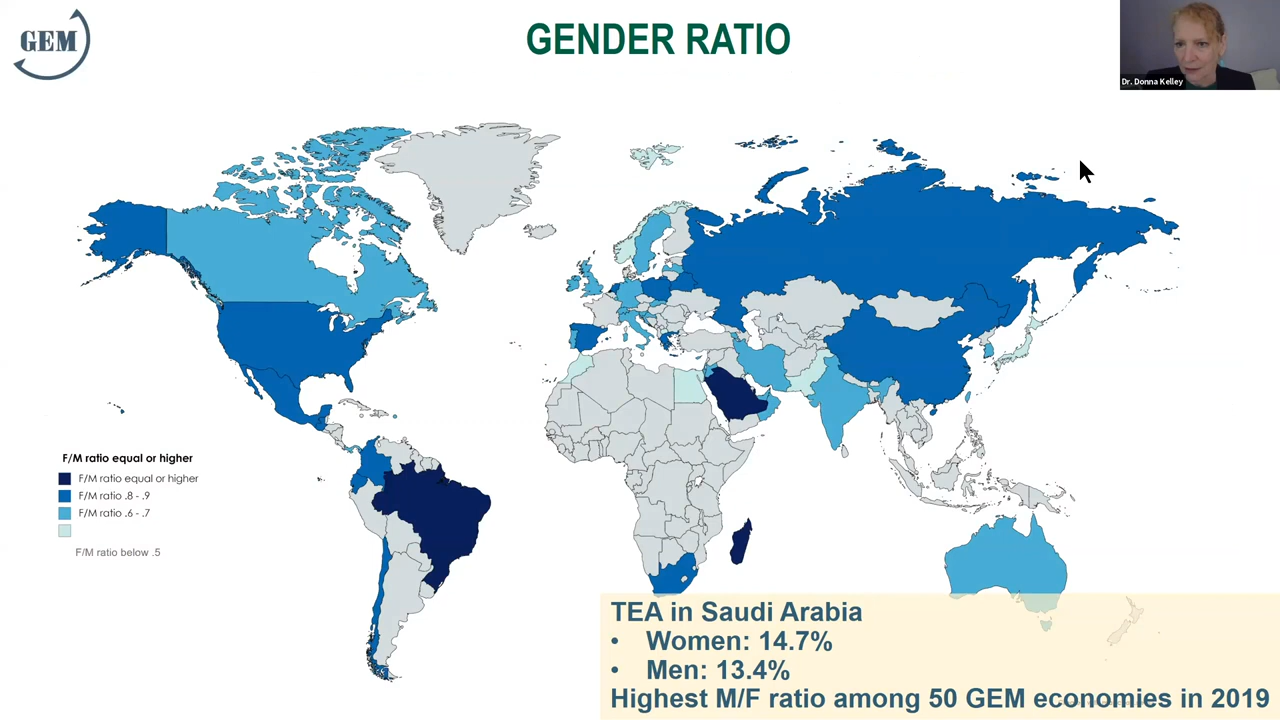 GEM
GENDER RATIO
Dr. Donna Kelley
F/M ratio equal or higher
F/M ratio equal or higher
F/M ratio .8 - .9
F/M ratio .6 - .7
F/M ratio below .5
TEA in Saudi Arabia
• Women: 14.7%
• Men: 13.4%
Highest M/F ratio among 50 GEM economies in 2019